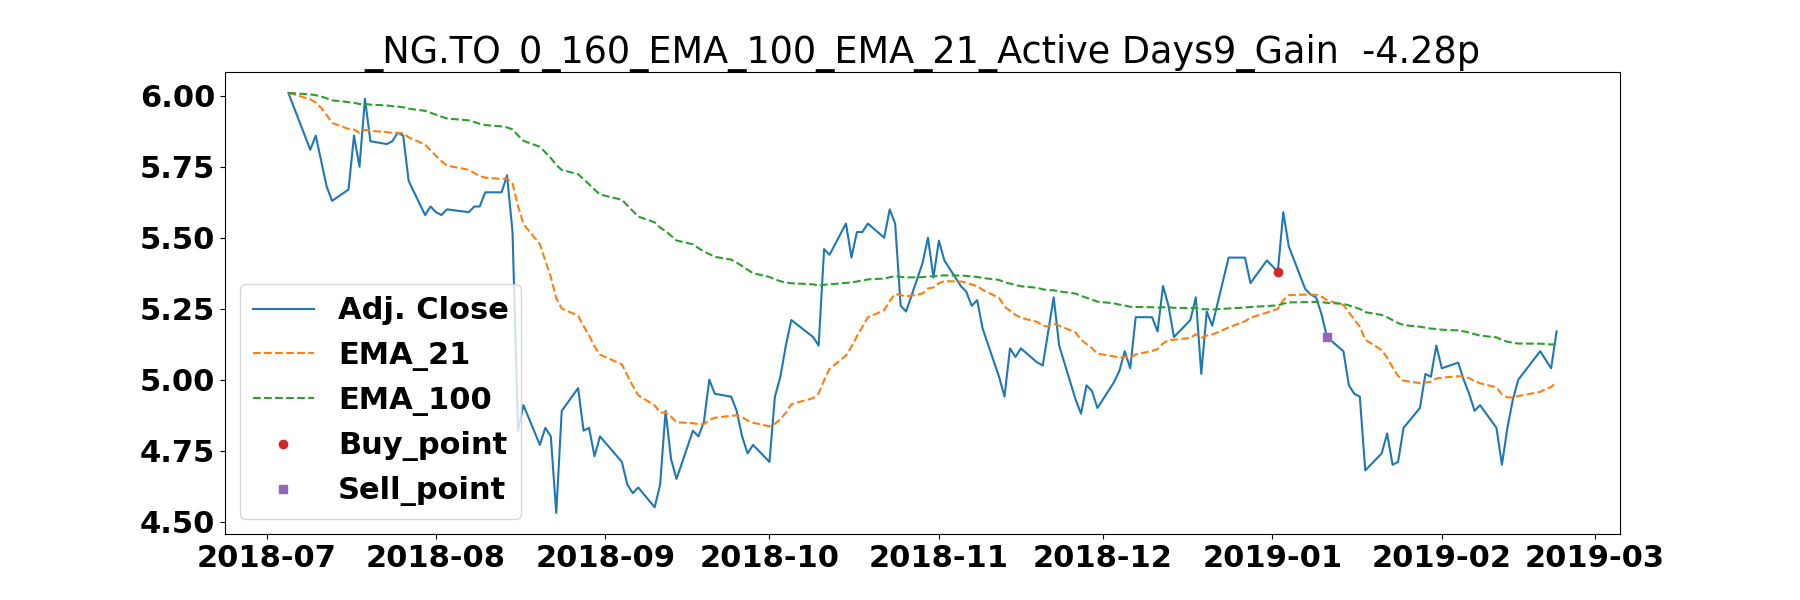 _NG.TO_0_160_EMA_100_EMA_21_Active Days9_Gain  -4.28p
6.00
5.75
5.50
5.25
5.00
4.75
4.50
Adj. Close
EMA_21
EMA_100
Buy_point
Sell_point
2018-07 2018-08 2018-09 2018-10 2018-11 2018-12 2019-01 2019-02 2019-03